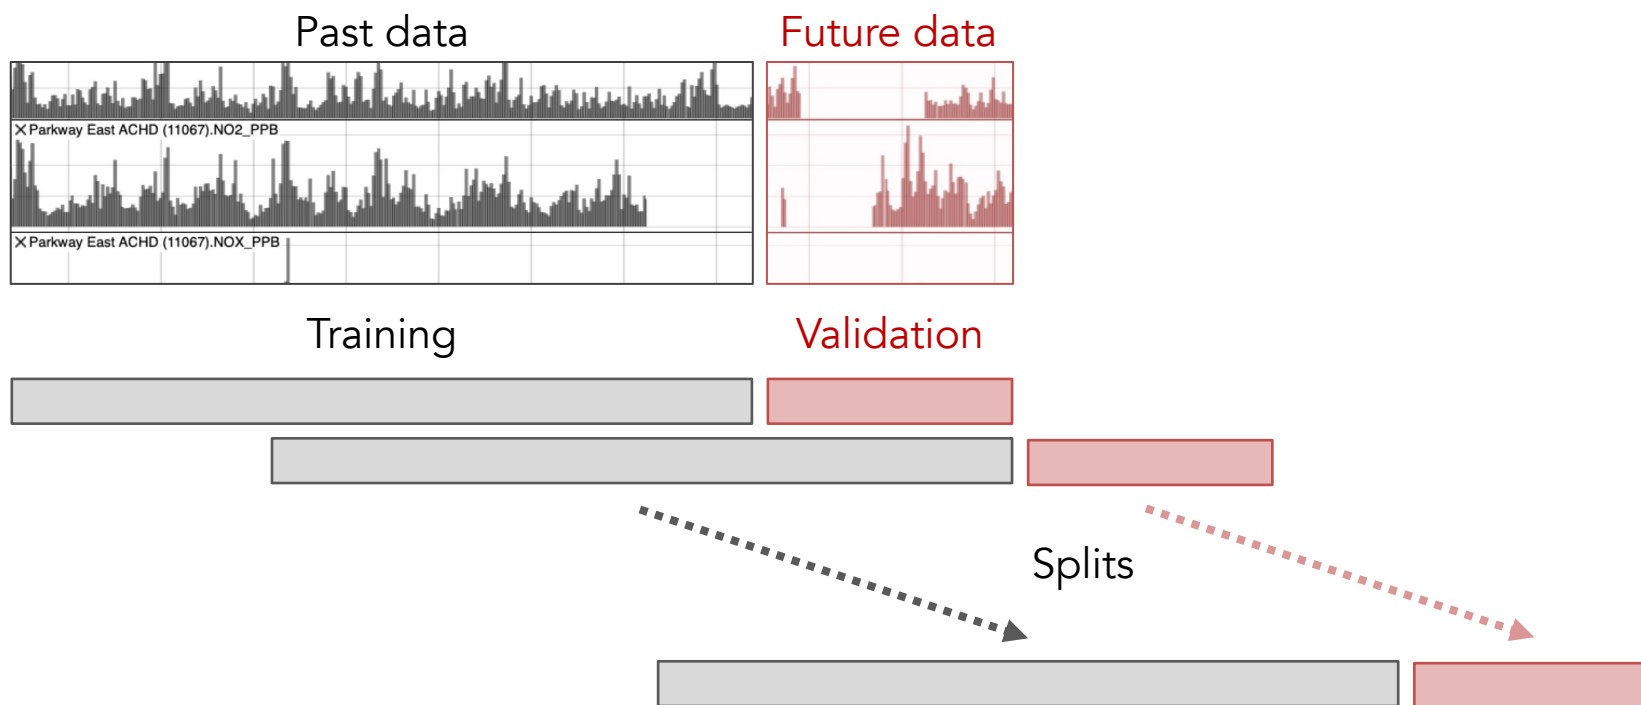 Past data
Future data
✕ Parkway East ACHD (11067).NO2_PPB
✕ Parkway East ACHD (11067).NOX_PPB
Training
Validation
Splits